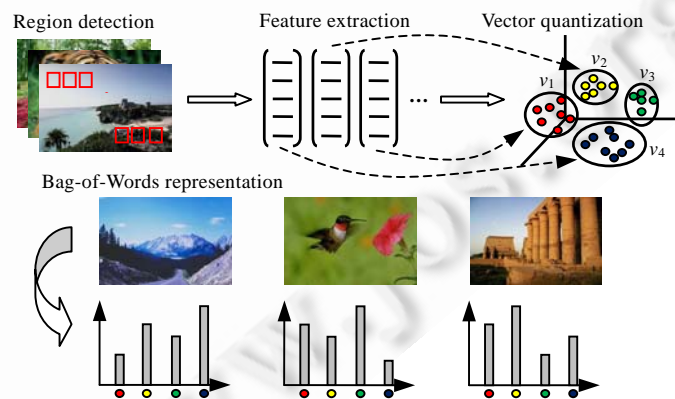 Region detection
Feature extraction
Vector quantization
v1
v2
v3
v4
...
Bag-of-Words representation